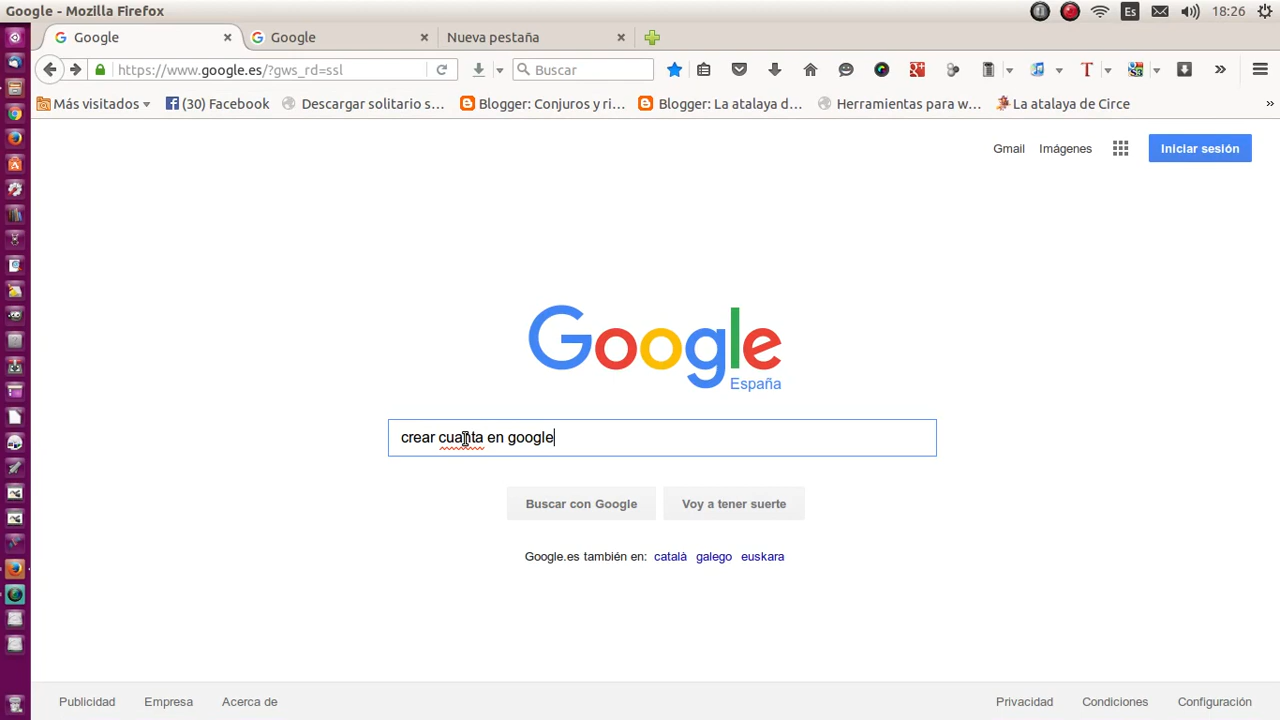 Google - Mozilla Firefox
Es
18:26
Google
Google
Nueva pestaña
https://www.google.es/?gws_rd=ssl
Buscar
Más visitados
(30) Facebook
Descargar solitario s...
Blogger: Conjuros y ri...
Blogger: La atalaya d...
Herramientas para w...
La atalaya de Circe
Gmail
Imágenes
Iniciar sesión
Google
España
crear cuanta en google
Buscar con Google
Voy a tener suerte
Google.es también en: català galego euskara
Publicidad
Empresa
Acerca de
Privacidad
Condiciones
Configuración